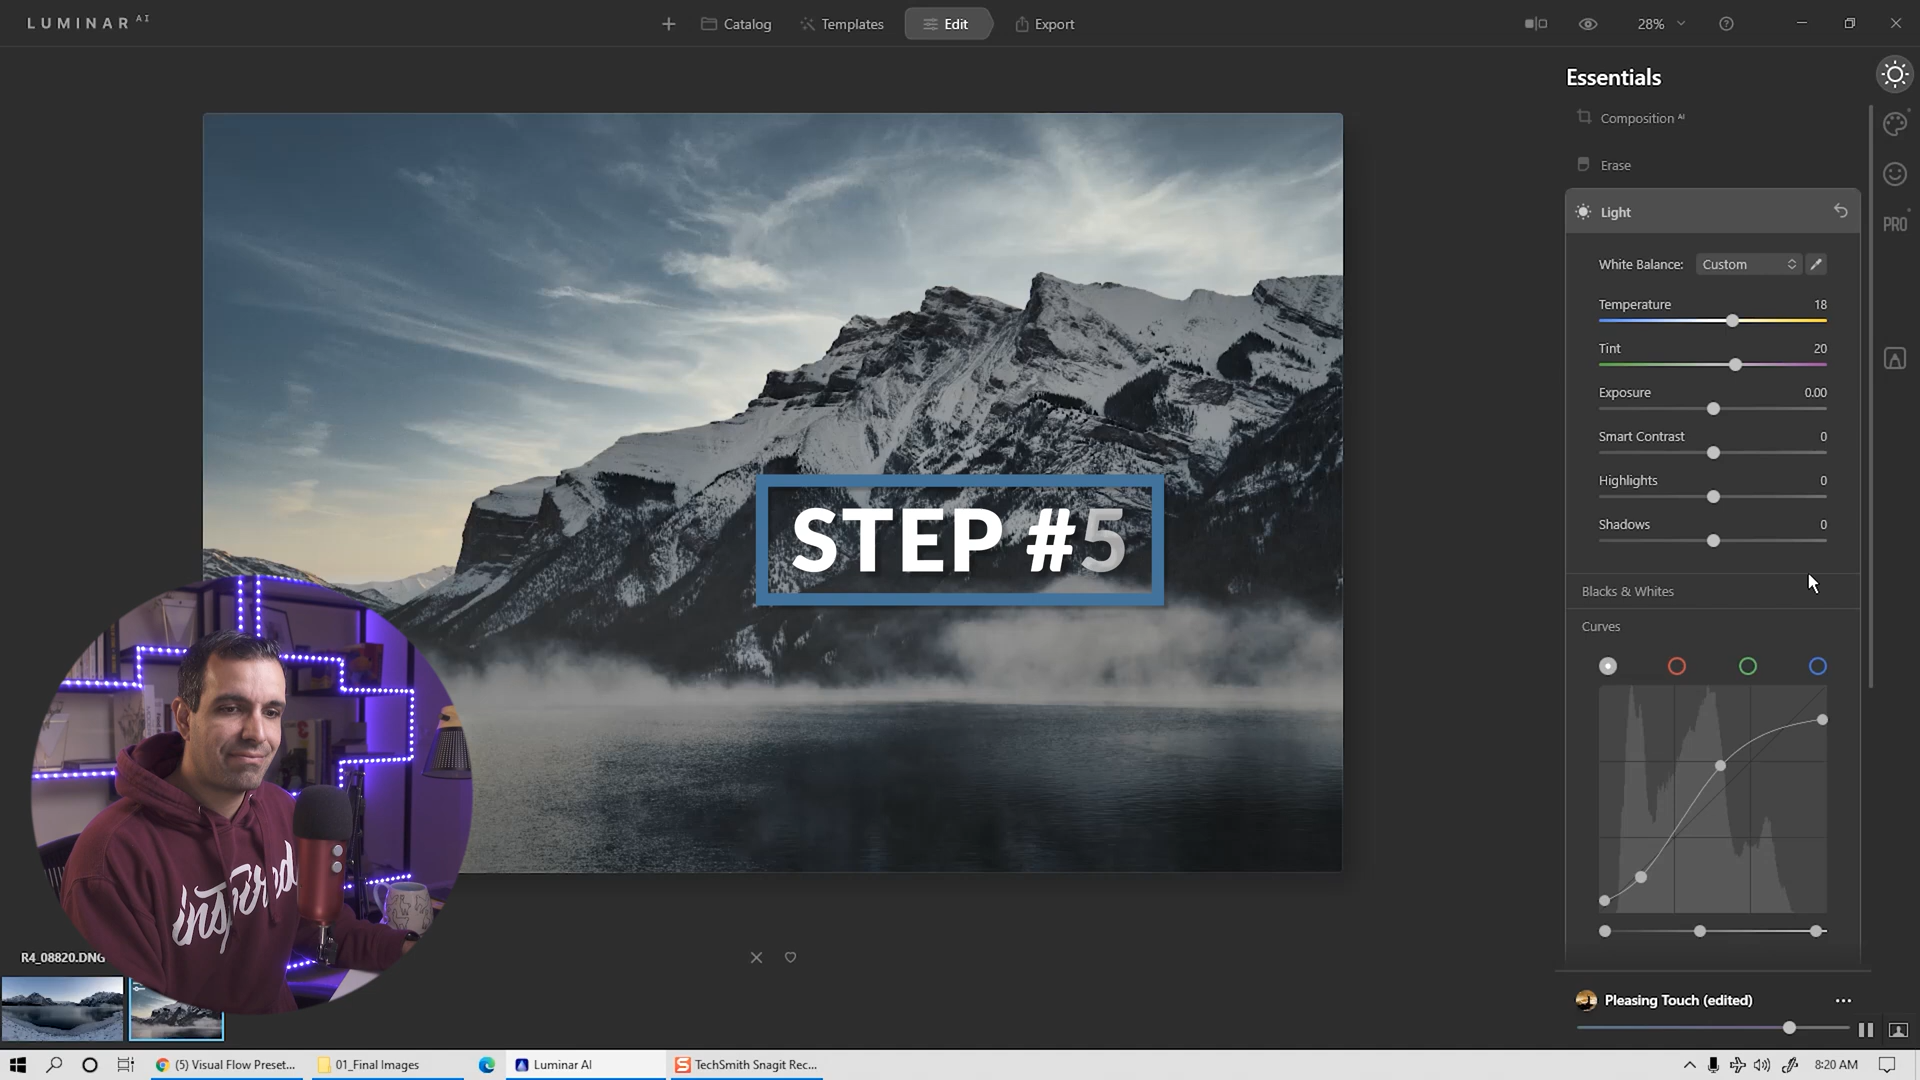 LUMINAR AI
Catalog
Templates
Edit
Export
28%
Essentials
Composition AI
Erase
Light
PRO
White Balance: Custom
Temperature 18
Tint 20
Exposure 0.00
Smart Contrast 0
Highlights 0
Shadows 0
STEP #5
Blacks & Whites
Curves
inspired
R4_08820.DNG
Pleasing Touch (edited)
(5) Visual Flow Preset...
01_Final Images
Luminar AI
TechSmith Snagit Rec...
8:20 AM